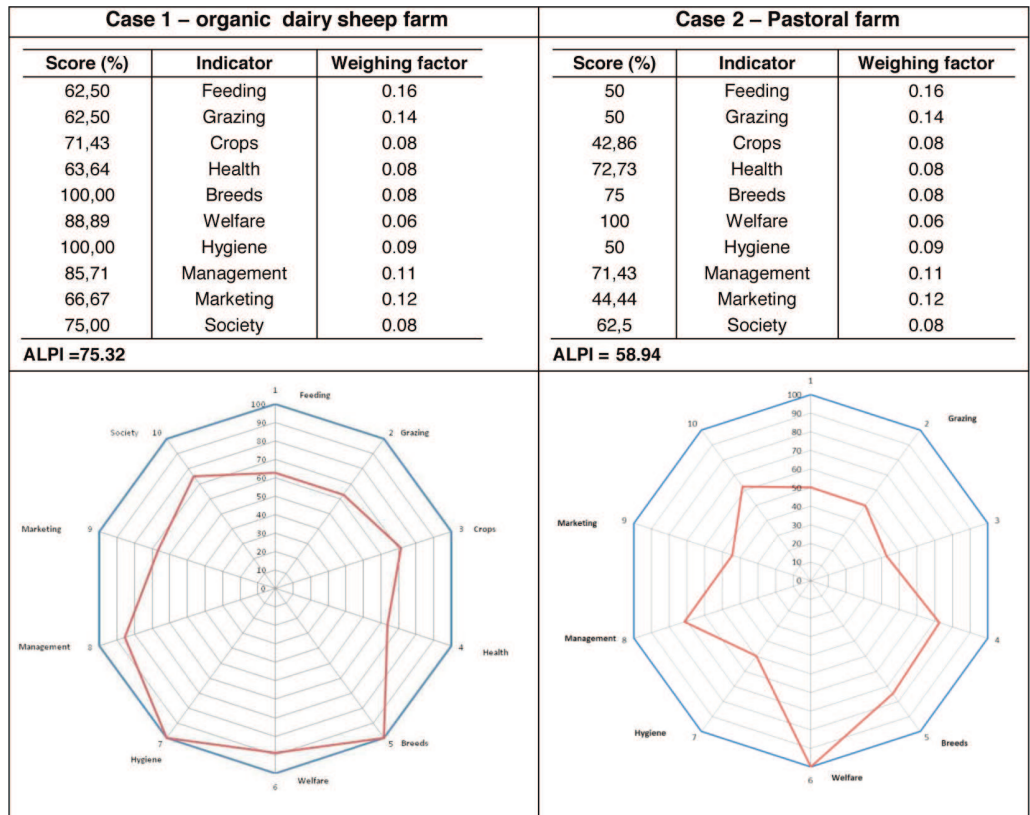 Case 1 – organic dairy sheep farm
Score (%) Indicator Weighing factor
62,50 Feeding 0.16
62,50 Grazing 0.14
71,43 Crops 0.08
63,64 Health 0.08
100,00 Breeds 0.08
88,89 Welfare 0.06
100,00 Hygiene 0.09
85,71 Management 0.11
66,67 Marketing 0.12
75,00 Society 0.08
ALPI =75.32
1 Feeding
100
90
80
70
60
50
40
30
20
10
0
2 Grazing
3 Crops
4 Health
5 Breeds
6 Welfare
7 Hygiene
Management 8
Marketing 9
Society 10
Case 2 – Pastoral farm
Score (%) Indicator Weighing factor
50 Feeding 0.16
50 Grazing 0.14
42,86 Crops 0.08
72,73 Health 0.08
75 Breeds 0.08
100 Welfare 0.06
50 Hygiene 0.09
71,43 Management 0.11
44,44 Marketing 0.12
62,5 Society 0.08
ALPI = 58.94
1
100
90
80
70
60
50
40
30
20
10
0
2 Grazing
3
4
5 Breeds
6 Welfare
Hygiene 7
Management 8
Marketing 9
10